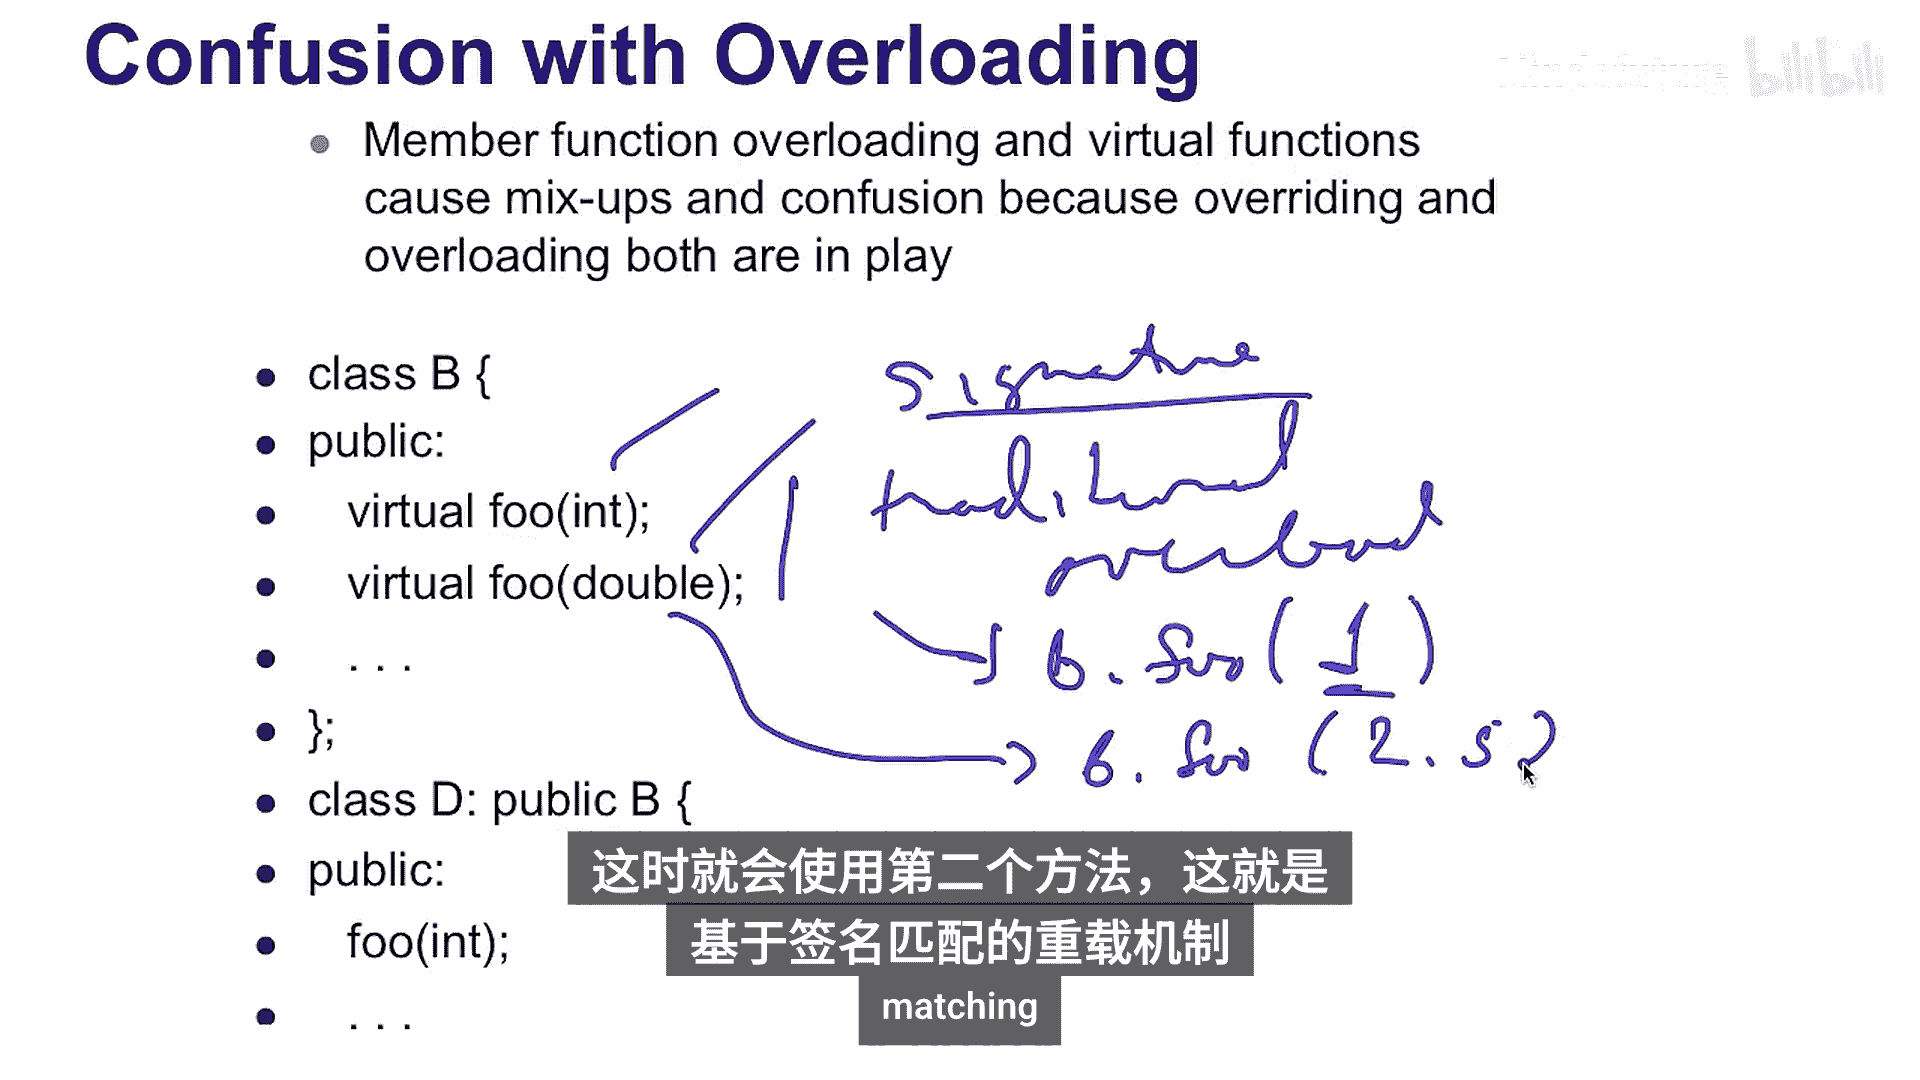 Confusion with Overloading
bilibili
Member function overloading and virtual functions
cause mix-ups and confusion because overriding and
overloading both are in play
class B {
public:
virtual foo(int);
virtual foo(double);
. . .
};
class D: public B {
public:
foo(int);
. . .
signature
traditional
overload
b.foo(1)
b.foo(2.5)
这时就会使用第二个方法，这就是
基于签名匹配的重载机制
matching